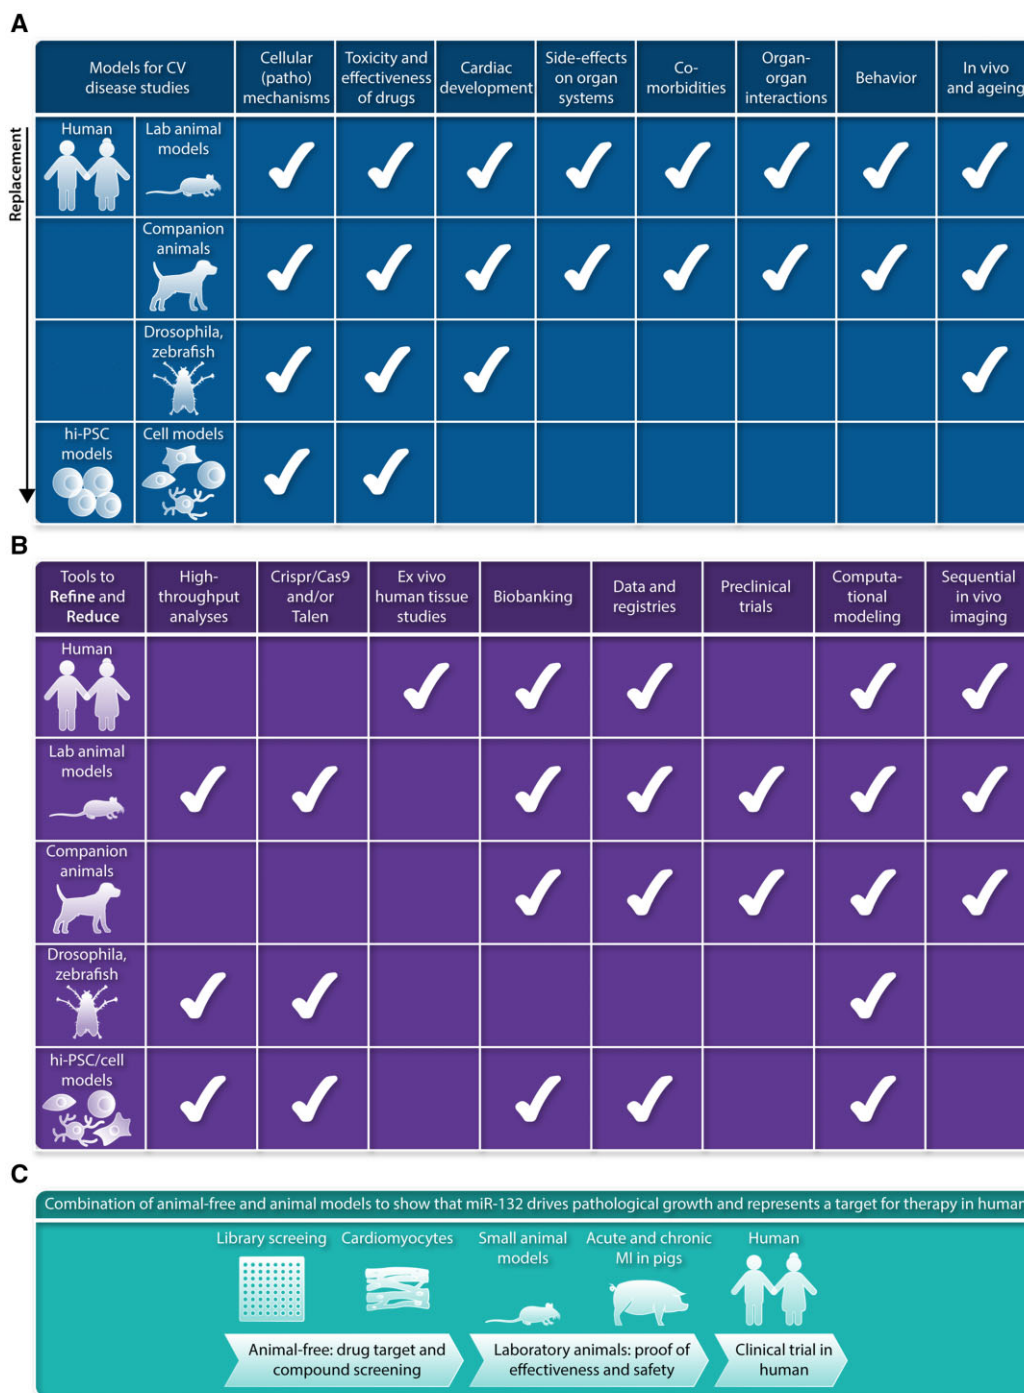 A
Models for CV
disease studies
Cellular
(patho)
mechanisms
Toxicity and
effectiveness
of drugs
Cardiac
development
Side-effects
on organ
systems
Co-
morbidities
Organ-
organ
interactions
Behavior
In vivo
and ageing
Replacement
Human
Lab animal
models
Companion
animals
Drosophila,
zebrafish
hi-PSC
models
Cell models
B
Tools to
Refine and
Reduce
High-
throughput
analyses
Crispr/Cas9
and/or
Talen
Ex vivo
human tissue
studies
Biobanking
Data and
registries
Preclinical
trials
Computa-
tional
modeling
Sequential
in vivo
imaging
Human
Lab animal
models
Companion
animals
Drosophila,
zebrafish
hi-PSC/cell
models
C
Combination of animal-free and animal models to show that miR-132 drives pathological growth and represents a target for therapy in human
Library screeing
Cardiomyocytes
Small animal
models
Acute and chronic
MI in pigs
Human
Animal-free: drug target and
compound screening
Laboratory animals: proof of
effectiveness and safety
Clinical trial in
human